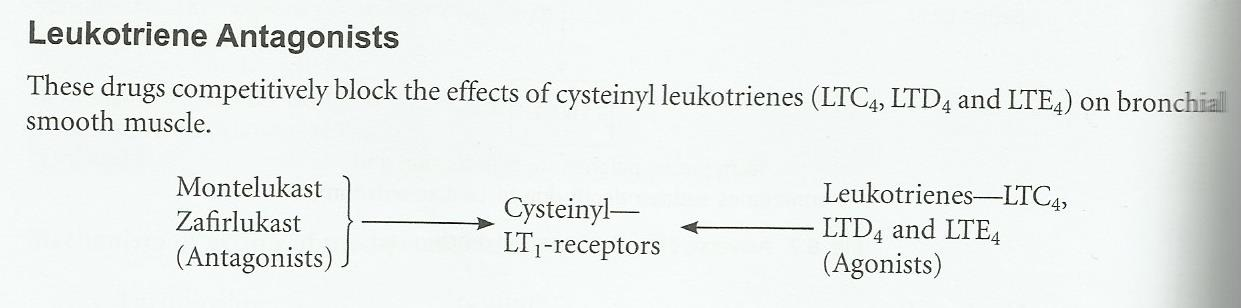 Leukotriene Antagonists
These drugs competitively block the effects of cysteinyl leukotrienes (LTC4, LTD4 and LTE4) on bronchial
smooth muscle.
Montelukast
Zafirlukast
(Antagonists)
Cysteinyl—
LT1-receptors
Leukotrienes—LTC4,
LTD4 and LTE4
(Agonists)